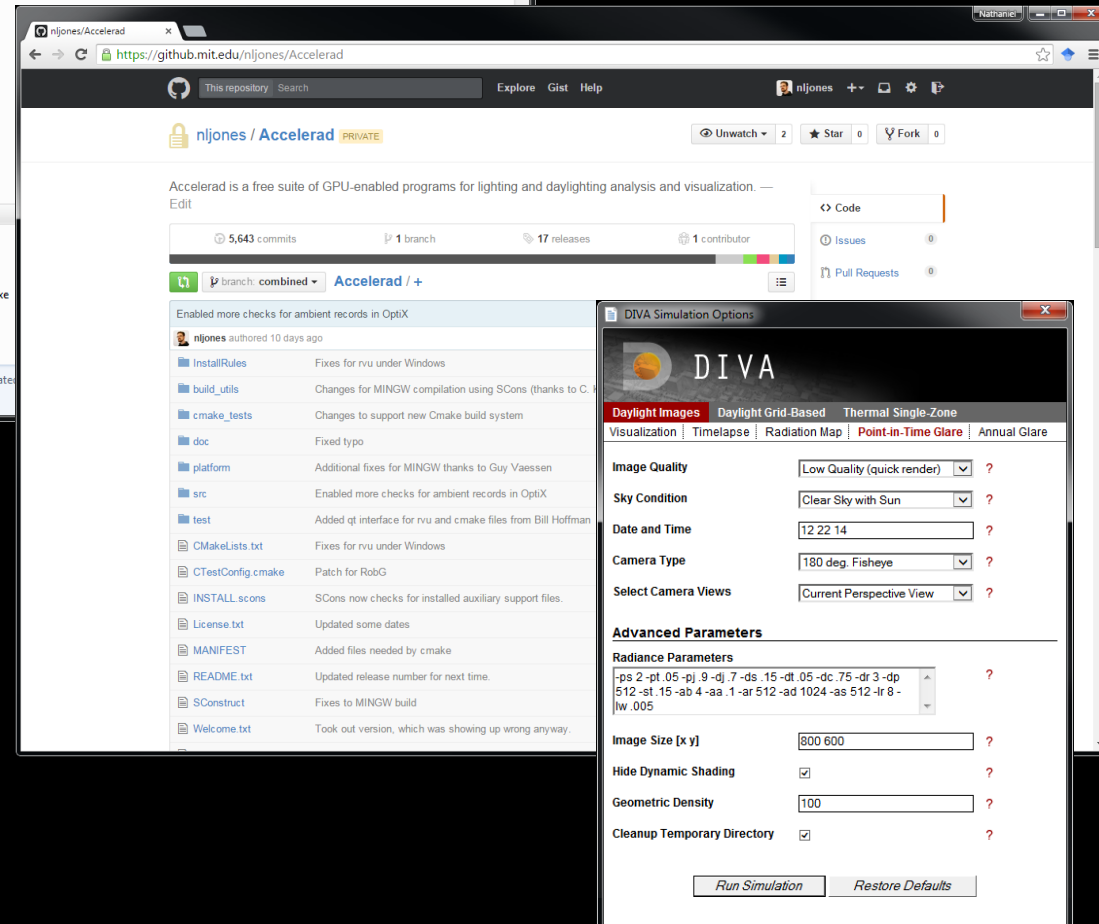 Nathaniel
nljones/Accelerad
https://github.mit.edu/nljones/Accelerad
This repository Search Explore Gist Help nljones
nljones / Accelerad PRIVATE Unwatch 2 Star 0 Fork 0
Accelerad is a free suite of GPU-enabled programs for lighting and daylighting analysis and visualization. —
Edit
5,643 commits 1 branch 17 releases 1 contributor
Code
Issues 0
Pull Requests 0
branch: combined Accelerad / +
Enabled more checks for ambient records in OptiX
nljones authored 10 days ago
InstallRules Fixes for rvu under Windows
build_utils Changes for MINGW compilation using SCons (thanks to C.
cmake_tests Changes to support new Cmake build system
doc Fixed typo
platform Additional fixes for MINGW thanks to Guy Vaessen
src Enabled more checks for ambient records in OptiX
test Added qt interface for rvu and cmake files from Bill Hoffman
CMakeLists.txt Fixes for rvu under Windows
CTestConfig.cmake Patch for RobG
INSTALL.scons SCons now checks for installed auxiliary support files.
License.txt Updated some dates
MANIFEST Added files needed by cmake
README.txt Updated release number for next time.
SConstruct Fixes to MINGW build
Welcome.txt Took out version, which was showing up wrong anyway.
DIVA Simulation Options
DIVA
Daylight Images Daylight Grid-Based Thermal Single-Zone
Visualization Timelapse Radiation Map Point-in-Time Glare Annual Glare
Image Quality Low Quality (quick render) ?
Sky Condition Clear Sky with Sun ?
Date and Time 12 22 14 ?
Camera Type 180 deg. Fisheye ?
Select Camera Views Current Perspective View ?
Advanced Parameters
Radiance Parameters ?
-ps 2 -pt .05 -pj .9 -dj .7 -ds .15 -dt .05 -dc .75 -dr 3 -dp
512 -st .15 -ab 4 -aa .1 -ar 512 -ad 1024 -as 512 -lr 8 -
lw .005
Image Size [x y] 800 600 ?
Hide Dynamic Shading ?
Geometric Density 100 ?
Cleanup Temporary Directory ?
Run Simulation Restore Defaults